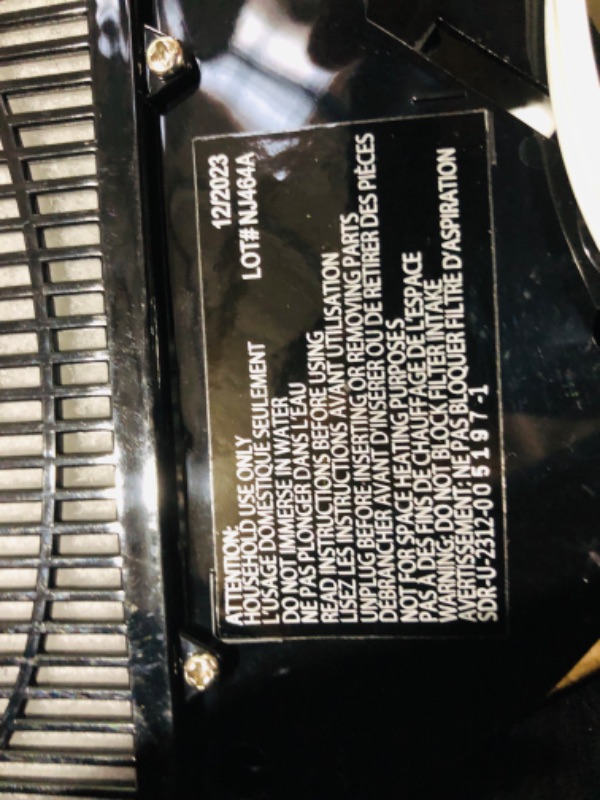 12/2023
LOT# NJ464A
ATTENTION:
HOUSEHOLD USE ONLY
L'USAGE DOMESTIQUE SEULEMENT
DO NOT IMMERSE IN WATER
NE PAS PLONGER DANS L'EAU
READ INSTRUCTIONS BEFORE USING
LISEZ LES INSTRUCTIONS AVANT UTILISATION
UNPLUG BEFORE INSERTING OR REMOVING PARTS
DEBRANCHER AVANT D'INSERER OU DE RETIRER DES PIÈCES
NOT FOR SPACE HEATING PURPOSES
PAS À DES FINS DE CHAUFFAGE DE L'ESPACE
WARNING: DO NOT BLOCK FILTER INTAKE
AVERTISSEMENT: NE PAS BLOQUER FILTRE D'ASPIRATION
SDR-U-2312-00 5 1 9 7 -1